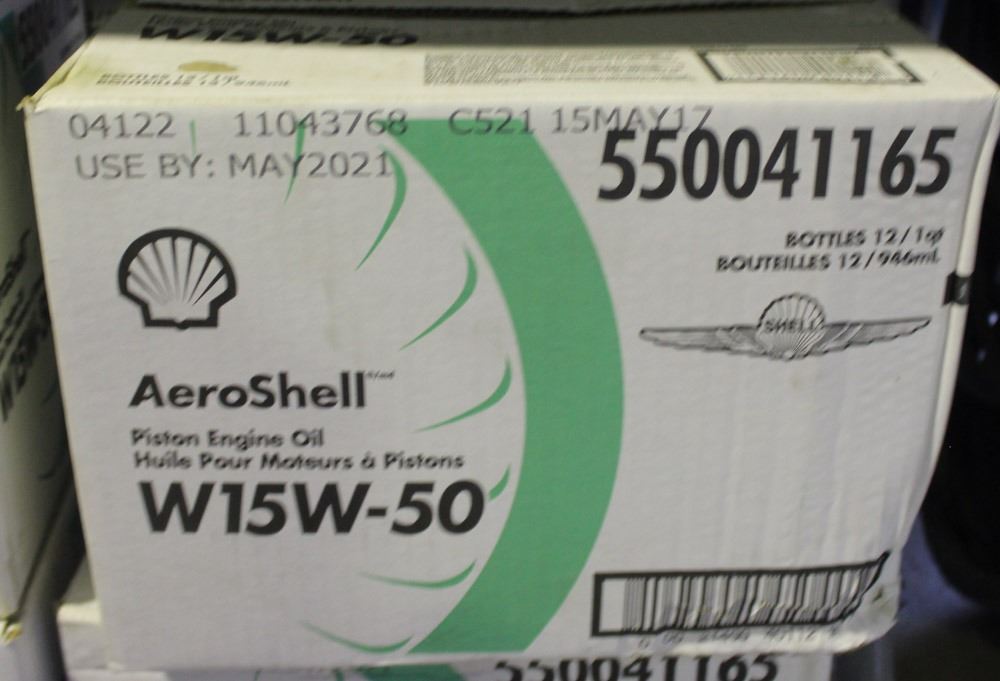 W15W-50
04122 11043768 C521 15MAY17
USE BY: MAY2021
550041165
BOTTLES 12/1qt
BOUTEILLES 12/946mL
SHELL
AeroShell
Piston Engine Oil
Huile Pour Moteurs à Pistons
W15W-50
550041165